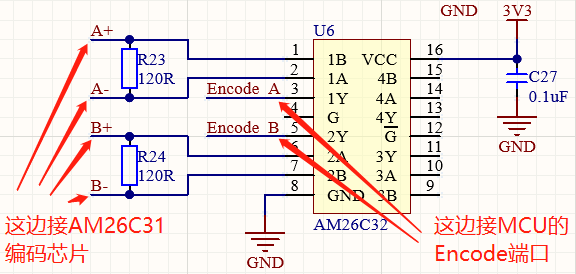 GND 3V3
A+ U6
R23 1 1B VCC 16
120R 2 1A 4B 15
A- Encode_A 3 1Y 4A 14 C27
4 G 4Y 13 0.1uF
B+ Encode_B 5 2Y G 12
R24 6 2A 3Y 11 GND
120R 7 2B 3A 10
B- 8 GND 3B 9
AM26C32
GND
这边接AM26C31
编码芯片
这边接MCU的
Encode端口